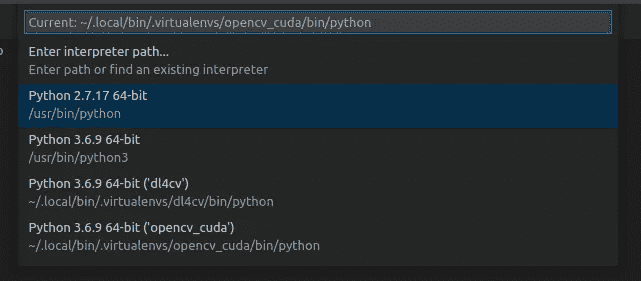 Current: ~/.local/bin/.virtualenvs/opencv_cuda/bin/python
Enter interpreter path...
Enter path or find an existing interpreter
Python 2.7.17 64-bit
/usr/bin/python
Python 3.6.9 64-bit
/usr/bin/python3
Python 3.6.9 64-bit ('dl4cv')
~/.local/bin/.virtualenvs/dl4cv/bin/python
Python 3.6.9 64-bit ('opencv_cuda')
~/.local/bin/.virtualenvs/opencv_cuda/bin/python